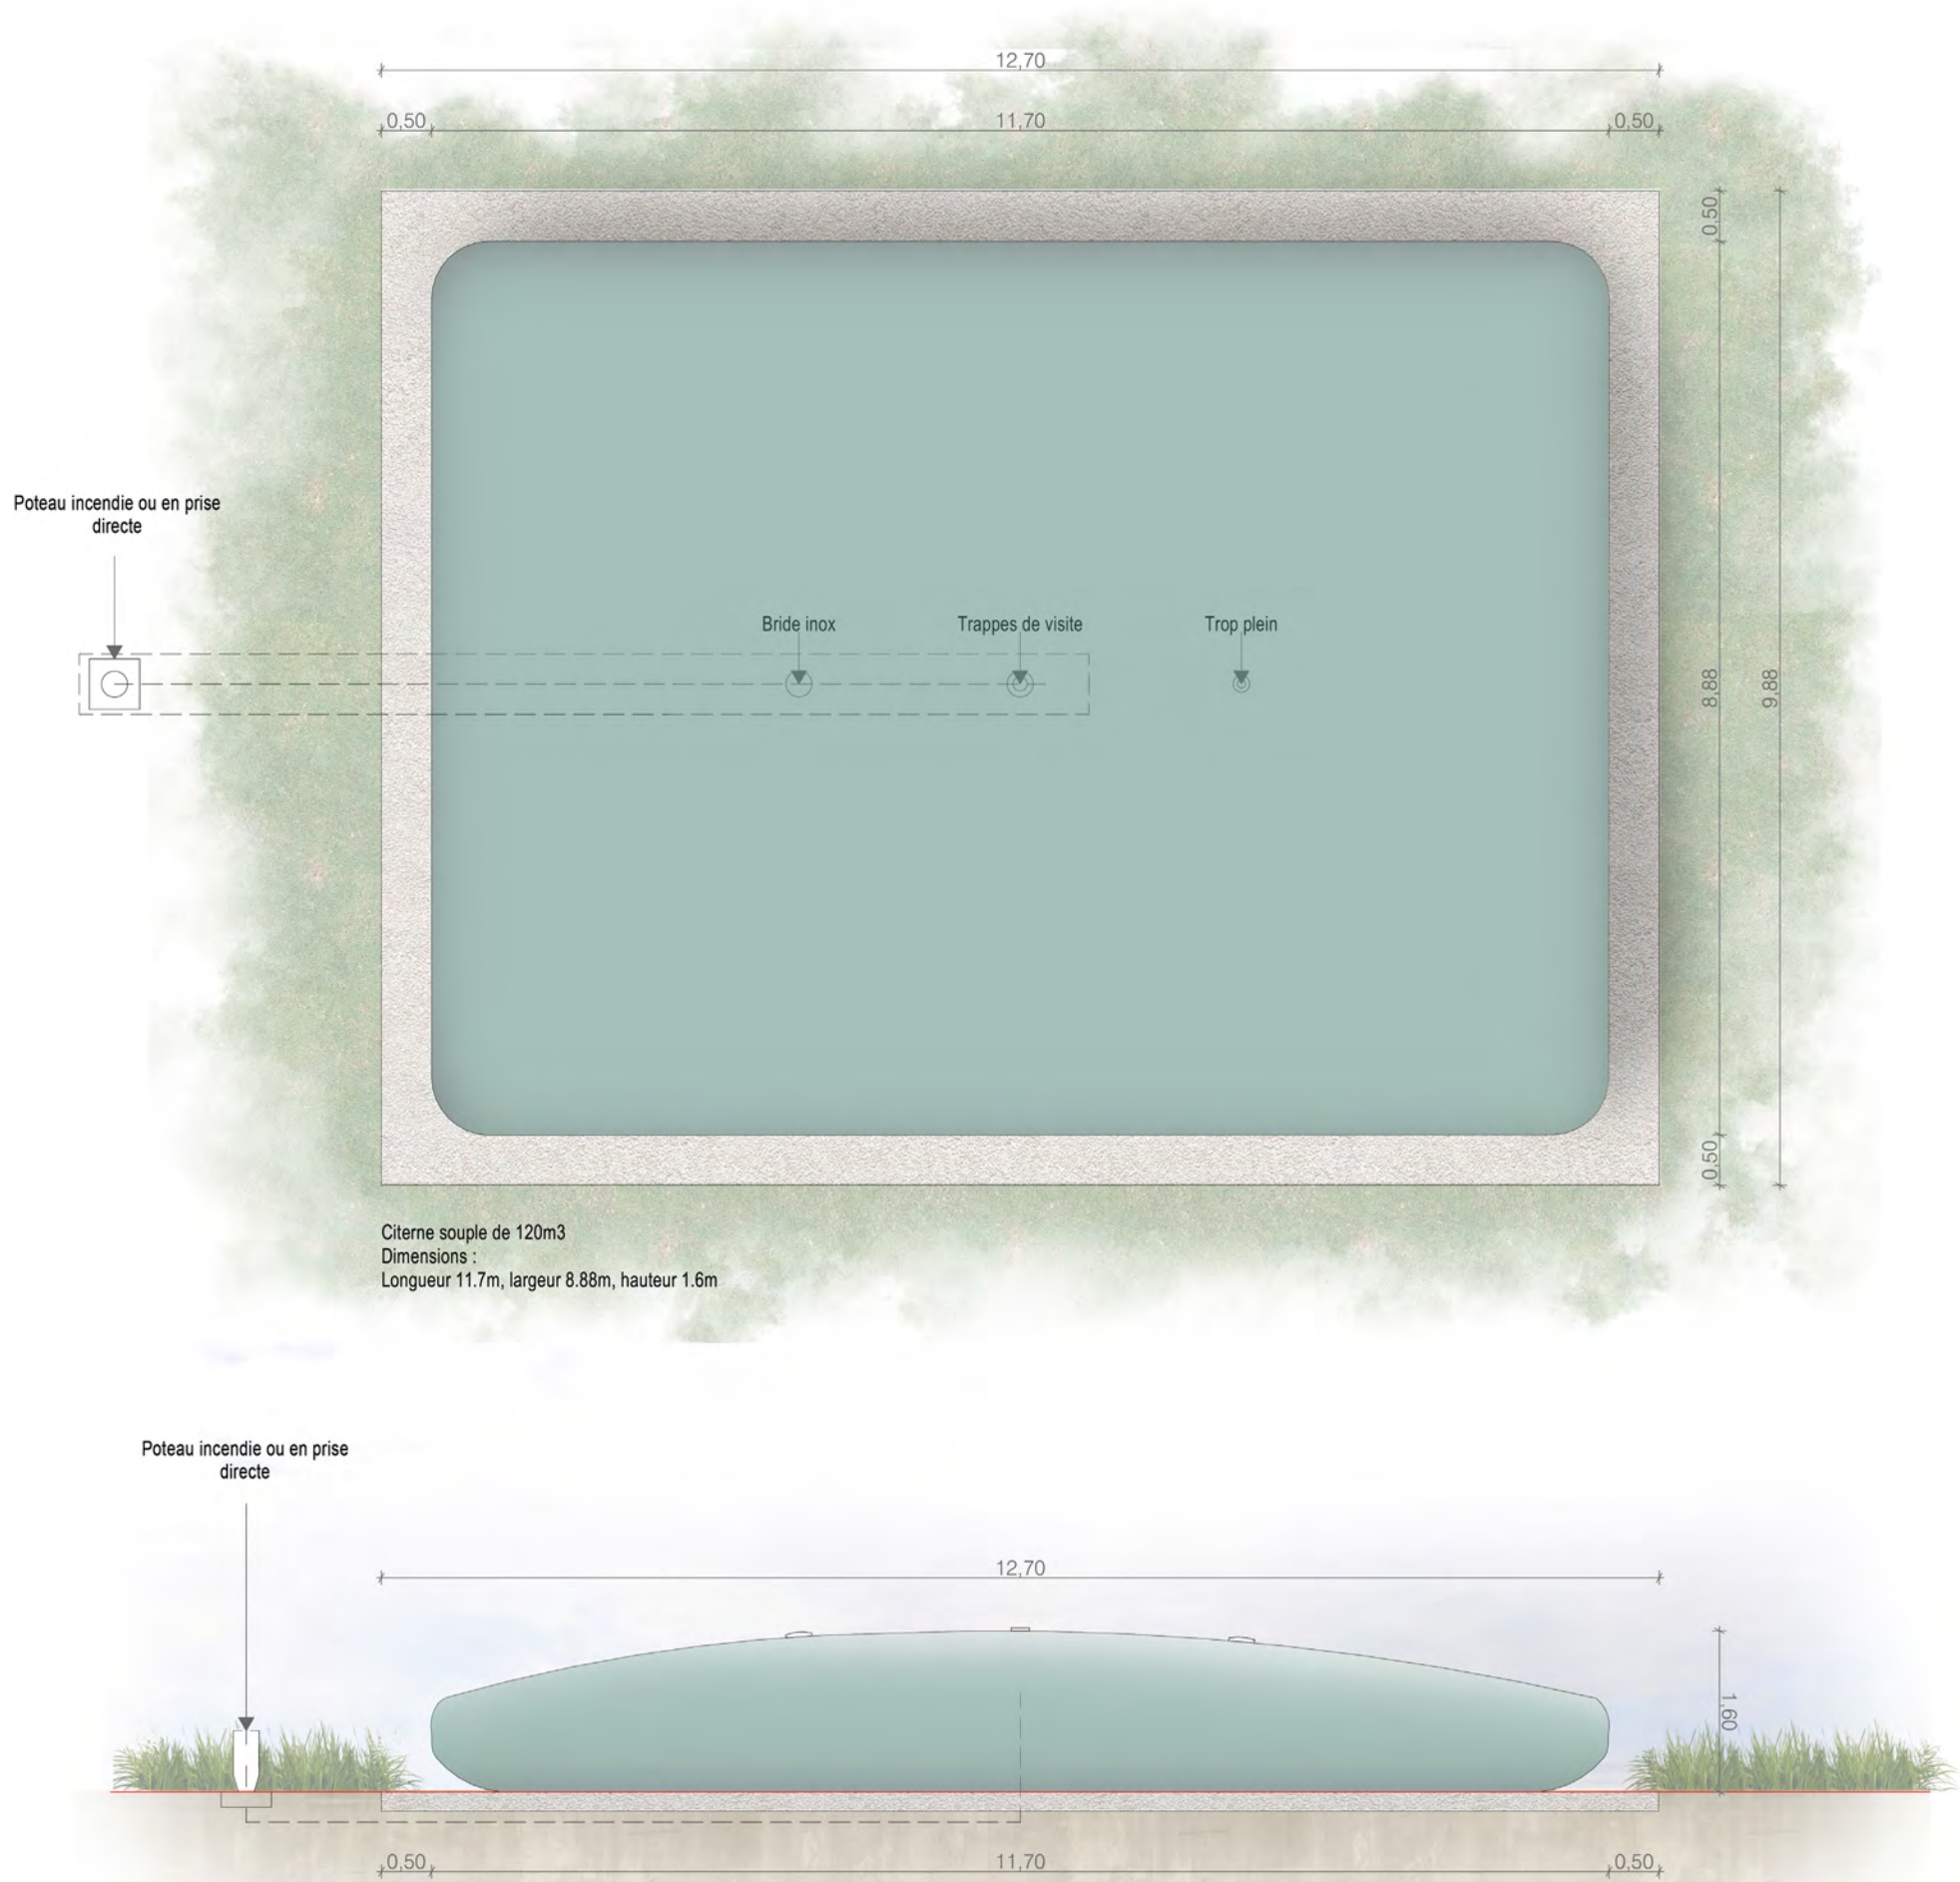 12,70
0,50
11,70
0,50
0,50
8,88
9,88
0,50
Poteau incendie ou en prise
directe
Bride inox
Trappes de visite
Trop plein
Citerne souple de 120m3
Dimensions :
Longueur 11.7m, largeur 8.88m, hauteur 1.6m
Poteau incendie ou en prise
directe
12,70
1,60
0,50
11,70
0,50